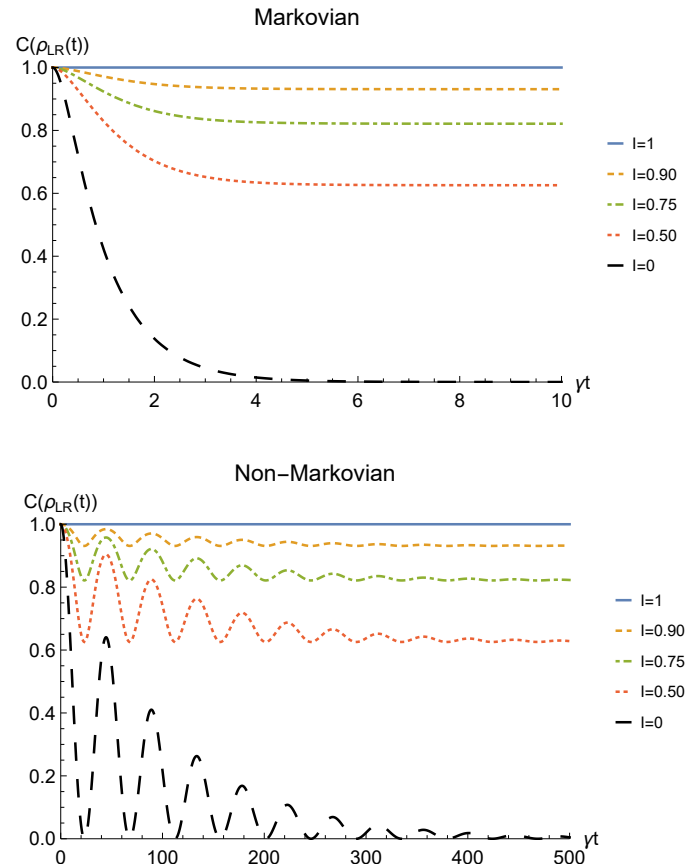 Markovian
C(ρLR(t))
1.0
0.8
0.6
0.4
0.2
0.0
0 2 4 6 8 10
γt
I=1
I=0.90
I=0.75
I=0.50
I=0
Non−Markovian
C(ρLR(t))
1.0
0.8
0.6
0.4
0.2
0.0
0 100 200 300 400 500
γt
I=1
I=0.90
I=0.75
I=0.50
I=0